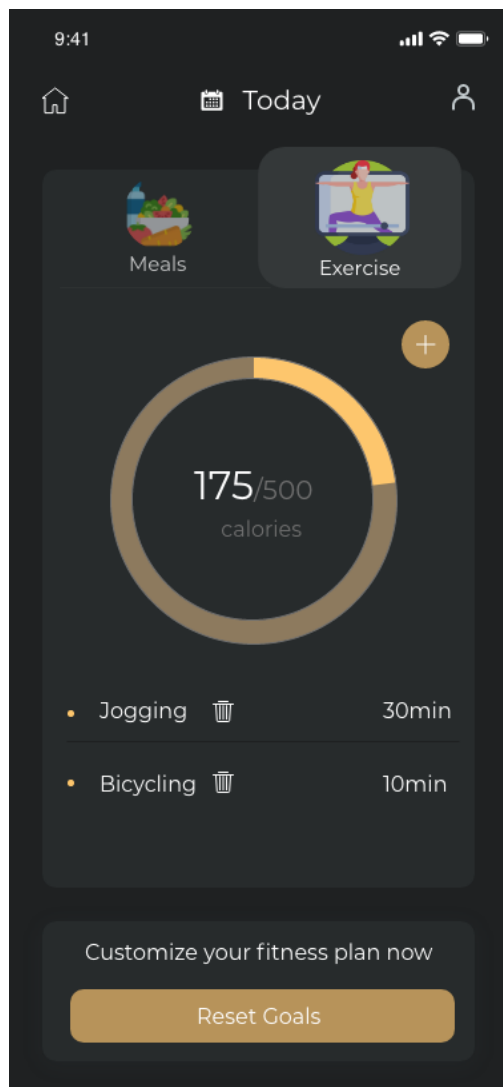 9:41
Today
Meals
Exercise
+
175/500
calories
Jogging 30min
Bicycling 10min
Customize your fitness plan now
Reset Goals